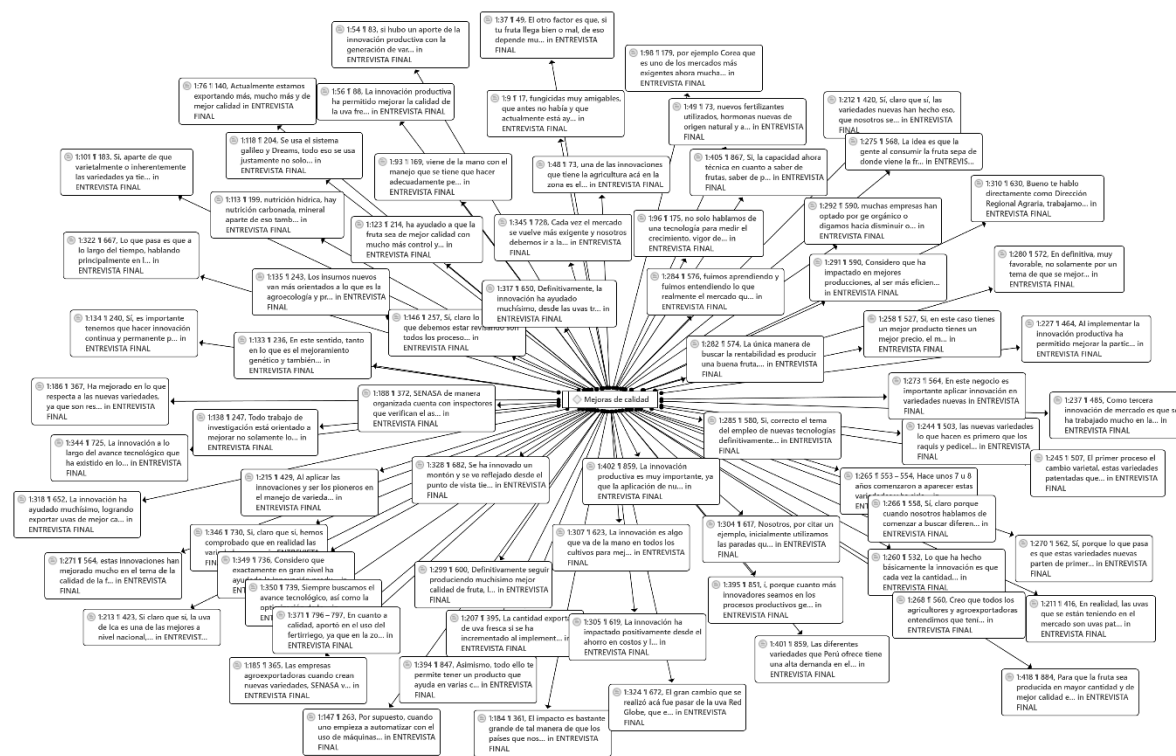 1:54 ¶ 83, si hubo un aporte de la
innovación productiva con la
generación de var... in
ENTREVISTA FINAL
1:37 ¶ 49, El otro factor es que, si
tu fruta llega bien o mal, de eso
depende mu... in ENTREVISTA
FINAL
1:98 ¶ 179, por ejemplo Corea que
es uno de los mercados más
exigentes ahora mucha... in
ENTREVISTA FINAL
1:76 ¶ 140, Actualmente estamos
exportando más, mucho más y de
mejor calidad in ENTREVISTA
FINAL
1:56 ¶ 88, La innovación productiva
ha permitido mejorar la calidad de
la uva fre... in ENTREVISTA
FINAL
1:9 ¶ 17, fungicidas muy amigables,
que antes no había y que
actualmente está ay...
in ENTREVISTA FINAL
1:49 ¶ 73, nuevos fertilizantes
utilizados, hormonas nuevas de
origen natural y a... in
ENTREVISTA FINAL
1:212 ¶ 420, Sí, claro que sí, las
variedades nuevas han hecho eso,
que nosotros se...
1:275 ¶ 568, La idea es que la
gente al consumir la fruta sepa de
donde viene la fr... in
ENTREVISTA FINAL
1:118 ¶ 204, Se usa el sistema
galileo y Dreams, todo eso se usa
justamente no solo... in
ENTREVISTA FINAL
1:101 ¶ 183, Si, aparte de que
varietalmente o inherentemente
las variedades ya tie... in
ENTREVISTA FINAL
1:93 ¶ 169, viene de la mano con el
manejo que se tiene que hacer
adecuadamente pe... in
ENTREVISTA FINAL
1:48 ¶ 73, una de las innovaciones
que tiene la agricultura acá en la
zona es el... in ENTREVISTA
FINAL
1:405 ¶ 867, Sí, la capacidad ahora
técnica en cuanto a saber de
frutas, saber de p... in
ENTREVISTA FINAL
1:310 ¶ 630, Bueno te hablo
directamente como Dirección
Regional Agraria, trabajamo... in
ENTREVISTA FINAL
1:113 ¶ 199, nutrición hídrica, hay
nutrición carbonada, mineral
aparte de eso tamb... in
ENTREVISTA FINAL
1:123 ¶ 214, ha ayudado a que la
fruta sea de mejor calidad con
mucho más control y... in
ENTREVISTA FINAL
1:345 ¶ 728, Cada vez el mercado
se vuelve más exigente y nosotros
debemos ir a la... in
ENTREVISTA FINAL
1:96 ¶ 175, no solo hablamos de
una tecnología para medir el
crecimiento, vigor de... in
ENTREVISTA FINAL
1:292 ¶ 590, muchas empresas han
optado por ge orgánico o
digamos hacia disminuir o... in
ENTREVISTA FINAL
1:322 ¶ 667, Lo que pasa es que a
lo largo del tiempo, hablando
principalmente en l... in
ENTREVISTA FINAL
1:135 ¶ 243, Los insumos nuevos
van más orientados a lo que es la
agroecología y pr... in
ENTREVISTA FINAL
1:317 ¶ 650, Definitivamente, la
innovación ha ayudado
muchísimo, desde las uvas tr... in
ENTREVISTA FINAL
1:284 ¶ 576, fuimos aprendiendo y
fuimos entendiendo lo que
realmente el mercado qu... in
ENTREVISTA FINAL
1:291 ¶ 590, Considero que ha
impactado en mejores
producciones, al ser más eficien...
in ENTREVISTA FINAL
1:280 ¶ 572, En definitiva, muy
favorable, no solamente por un
tema de que se mejor... in
ENTREVISTA FINAL
1:146 ¶ 257, Si, claro lo
que debemos estar revisando son
todos los proceso... in
ENTREVISTA FINAL
1:134 ¶ 240, Sí, es importante
tenemos que hacer innovación
continua y permanente p... in
ENTREVISTA FINAL
1:133 ¶ 236, En este sentido, tanto
en lo que es el mejoramiento
genético y también... in
ENTREVISTA FINAL
1:282 ¶ 574, La única manera de
buscar la rentabilidad es producir
una buena fruta,... in
ENTREVISTA FINAL
1:258 ¶ 527, Sí, en este caso tienes
un mejor producto tienes un
mejor precio, el m... in
ENTREVISTA FINAL
1:227 ¶ 464, Al implementar la
innovación productiva ha
permitido mejorar la partic... in
ENTREVISTA FINAL
1:186 ¶ 367, Ha mejorado en lo que
respecta a las nuevas variedades,
ya que son res... in
ENTREVISTA FINAL
1:188 ¶ 372, SENASA de manera
organizada cuenta con inspectores
que verifican el as... in
ENTREVISTA FINAL
Mejoras de calidad
1:273 ¶ 564, En este negocio es
importante aplicar innovación en
variedades nuevas in
ENTREVISTA FINAL
1:237 ¶ 485, Como tercera
innovación de mercado es que se
ha trabajado mucho en la... in
ENTREVISTA FINAL
1:138 ¶ 247, Todo trabajo de
investigación está orientado a
mejorar no solamente lo... in
ENTREVISTA FINAL
1:344 ¶ 725, La innovación a lo
largo del avance tecnológico que
ha existido en lo... in
ENTREVISTA FINAL
1:285 ¶ 580, Sí, correcto el tema
del empleo de nuevas tecnologías
definitivamente... in
ENTREVISTA FINAL
1:244 ¶ 503, las nuevas variedades
lo que hacen es primero que los
raquis y pedicel... in
ENTREVISTA FINAL
1:245 ¶ 507, El primer proceso el
cambio varietal, estas variedades
patentadas que... in
ENTREVISTA FINAL
1:328 ¶ 682, Se ha innovado un
montón y se ve reflejado desde el
punto de vista tie... in
ENTREVISTA FINAL
1:402 ¶ 859, La innovación
productiva es muy importante, ya
que la aplicación de nu... in
ENTREVISTA FINAL
1:215 ¶ 429, Al aplicar las
innovaciones y ser los pioneros en
el manejo de varieda... in
ENTREVISTA FINAL
1:265 ¶ 553 – 554, Hace unos 7 u 8
años comenzaron a aparecer estas
1:266 ¶ 558, Sí, claro porque
cuando nosotros hablamos de
comenzar a buscar diferen... in
ENTREVISTA FINAL
1:318 ¶ 652, La innovación ha
ayudado muchísimo, logrando
exportar uvas de mejor ca... in
ENTREVISTA FINAL
1:346 ¶ 730, Si, claro que si, hemos
comprobado que en realidad las
1:349 ¶ 736, Considero que
exactamente en gran nivel ha
1:307 ¶ 623, La innovación es algo
que va de la mano en todos los
cultivos para mej... in
ENTREVISTA FINAL
1:304 ¶ 617, Nosotros, por citar un
ejemplo, inicialmente utilizamos
las paradas qu... in
ENTREVISTA FINAL
1:260 ¶ 532, Lo que ha hecho
básicamente la innovación es que
cada vez la cantidad... in
ENTREVISTA FINAL
1:270 ¶ 562, Sí, porque lo que pasa
es que estas variedades nuevas
parten de primer... in
ENTREVISTA FINAL
1:271 ¶ 564, estas innovaciones han
mejorado mucho en el tema de la
calidad de la f... in
ENTREVISTA FINAL
1:350 ¶ 739, Siempre buscamos el
avance tecnológico, así como la
1:299 ¶ 600, Definitivamente seguir
produciendo muchísimo mejor
calidad de fruta, l... in
ENTREVISTA FINAL
1:395 ¶ 851, í, porque cuanto más
innovadores seamos en los
procesos productivos ge... in
ENTREVISTA FINAL
1:268 ¶ 560, Creo que todos los
agricultores y agroexportadoras
entendimos que tení... in
ENTREVISTA FINAL
1:211 ¶ 416, En realidad, las uvas
que se están teniendo en el
mercado son uvas pat... in
ENTREVISTA FINAL
1:213 ¶ 423, Si claro que si, la uva
de Ica es una de las mejores a
nivel nacional,... in ENTREVIST...
FINAL
1:371 ¶ 796 – 797, En cuanto a
calidad, aportó en el uso del
fertirriego, ya que en la zo... in
ENTREVISTA FINAL
1:207 ¶ 395, La cantidad exporta...
de uva fresca si se ha
incrementado al implement... in
ENTREVISTA FINAL
1:305 ¶ 619, La innovación ha
impactado positivamente desde el
ahorro en costos y l... in
ENTREVISTA FINAL
1:401 ¶ 859, Las diferentes
variedades que Perú ofrece tiene
una alta demanda en el... in
ENTREVISTA FINAL
1:185 ¶ 365, Las empresas
agroexportadoras cuando crean
nuevas variedades, SENASA v... in
ENTREVISTA FINAL
1:394 ¶ 847, Asimismo, todo ello te
permite tener un producto
que ayuda en varias c... in
ENTREVISTA FINAL
1:324 ¶ 672, El gran cambio que se
realizó acá fue pasar de la uva Red
Globe, que e... in ENTREVISTA
FINAL
1:418 ¶ 884, Para que la fruta sea
producida en mayor cantidad y de
mejor calidad e... in
ENTREVISTA FINAL
1:147 ¶ 263, Por supuesto, cuando
uno empieza a automatizar con el
uso de máquinas... in
ENTREVISTA FINAL
1:184 ¶ 361, El impacto es bastante
grande de tal manera de que los
países que nos... in
ENTREVISTA FINAL